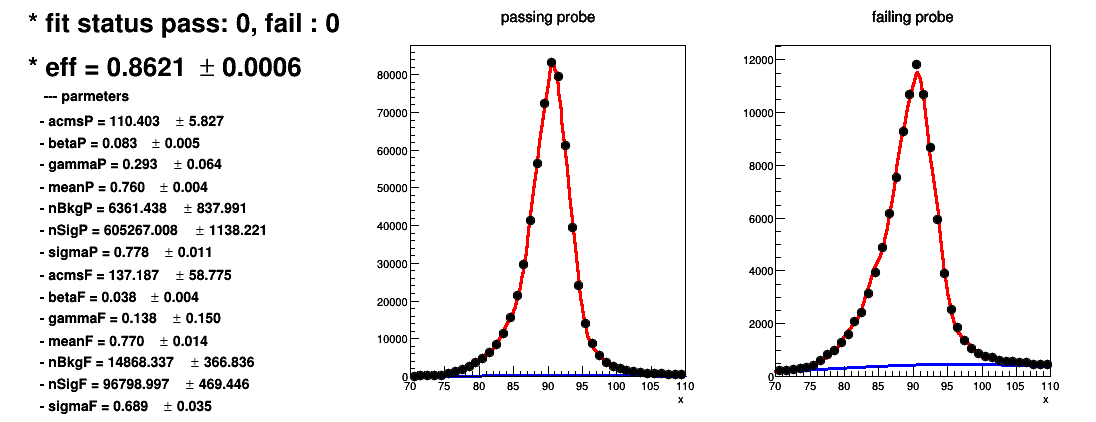 * fit status pass: 0, fail : 0
* eff = 0.8621 ± 0.0006
--- parmeters
- acmsP = 110.403 ± 5.827
- betaP = 0.083 ± 0.005
- gammaP = 0.293 ± 0.064
- meanP = 0.760 ± 0.004
- nBkgP = 6361.438 ± 837.991
- nSigP = 605267.008 ± 1138.221
- sigmaP = 0.778 ± 0.011
- acmsF = 137.187 ± 58.775
- betaF = 0.038 ± 0.004
- gammaF = 0.138 ± 0.150
- meanF = 0.770 ± 0.014
- nBkgF = 14868.337 ± 366.836
- nSigF = 96798.997 ± 469.446
- sigmaF = 0.689 ± 0.035
passing probe
80000
70000
60000
50000
40000
30000
20000
10000
0
70 75 80 85 90 95 100 105 110
x
failing probe
12000
10000
8000
6000
4000
2000
0
70 75 80 85 90 95 100 105 110
x